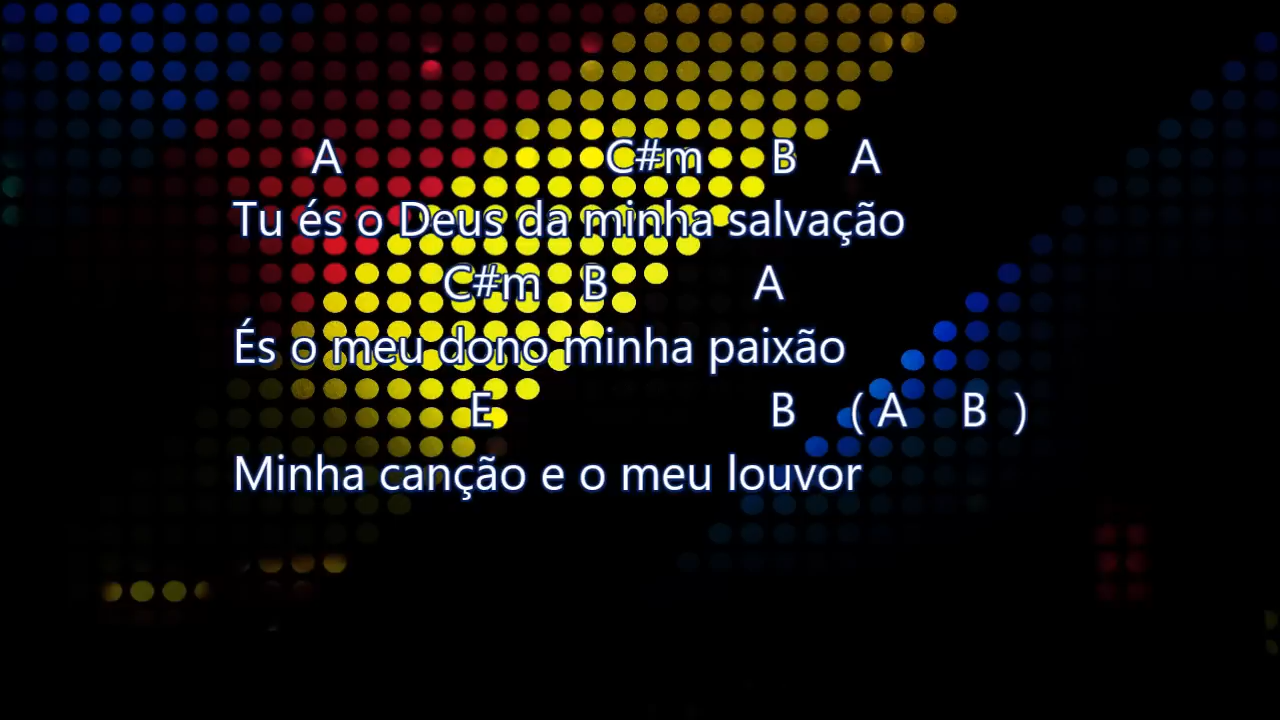 A C#m B A
Tu és o Deus da minha salvação
C#m B A
És o meu dono minha paixão
E B ( A B )
Minha canção e o meu louvor